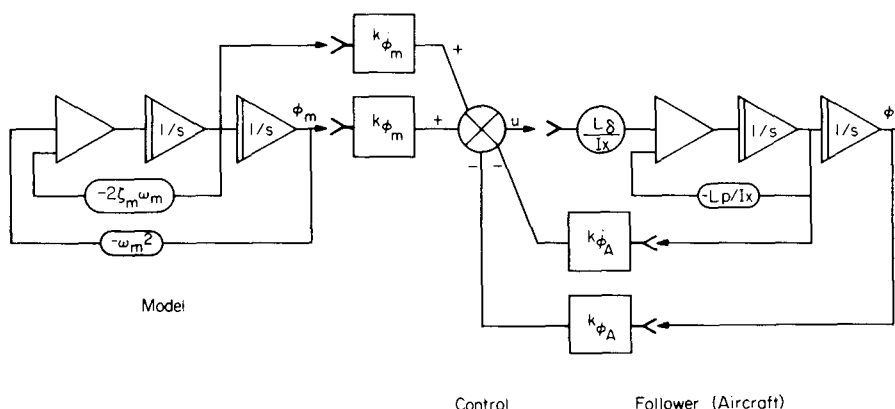 k φ̇m
+
φm
u
φ
1/s
1/s
k φm
+
Lδ
Ix
1/s
1/s
-2ζmωm
- -
-Lp/Ix
-ωm2
k φ̇A
Model
k φA
Control
Follower (Aircraft)